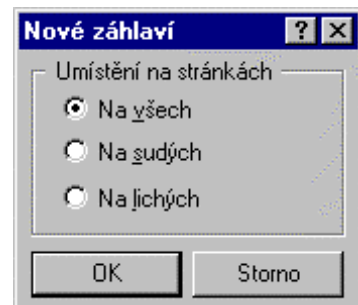 Nové záhlaví
Umístění na stránkách
Na všech
Na sudých
Na lichých
OK Storno